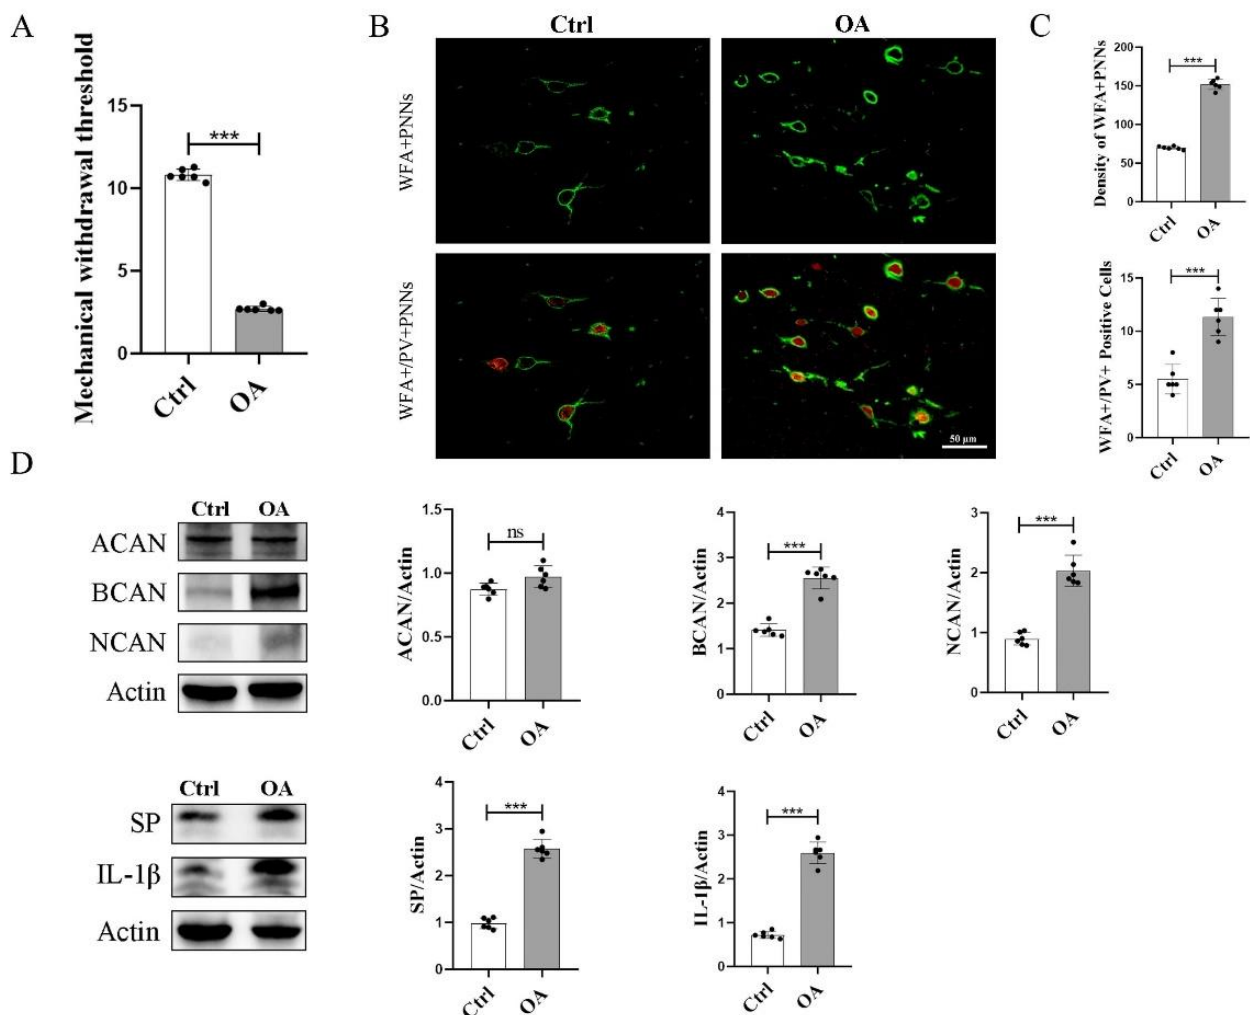 A
Mechanical withdrawal threshold
15
10
5
0
***
Ctrl
OA
B
Ctrl
OA
WFA+PNNs
WFA+/PV+PNNs
50 μm
C
Density of WFA+PNNs
200
150
100
50
0
***
Ctrl
OA
WFA+/PV+ Positive Cells
15
10
5
0
***
Ctrl
OA
D
Ctrl OA
ACAN
BCAN
NCAN
Actin
ACAN/Actin
1.5
1.0
0.5
0.0
ns
Ctrl
OA
BCAN/Actin
4
3
2
1
0
***
Ctrl
OA
NCAN/Actin
3
2
1
0
***
Ctrl
OA
Ctrl OA
SP
IL-1β
Actin
SP/Actin
4
3
2
1
0
***
Ctrl
OA
IL-1β/Actin
4
3
2
1
0
***
Ctrl
OA